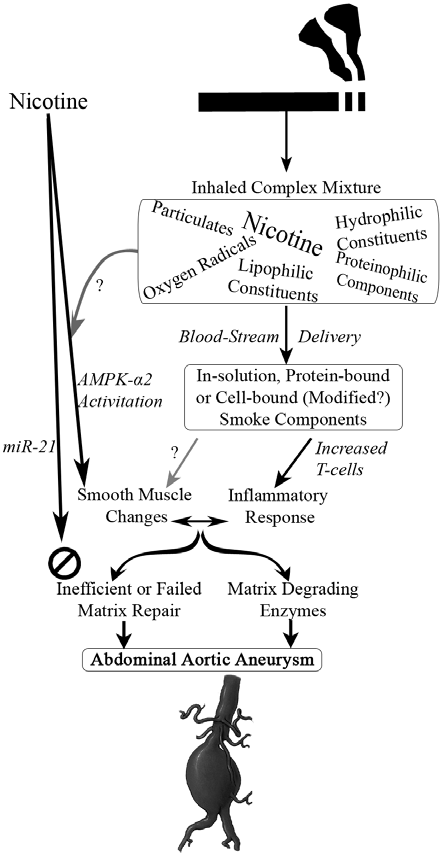 Nicotine
Inhaled Complex Mixture
Particulates
Nicotine
Hydrophilic
Constituents
Oxygen Radicals
Lipophilic
Constituents
Proteinophilic
Components
?
Blood-Stream Delivery
AMPK-α2
Activitation
In-solution, Protein-bound
or Cell-bound (Modified?)
Smoke Components
miR-21
?
Increased
T-cells
Smooth Muscle
Changes
Inflammatory
Response
Inefficient or Failed
Matrix Repair
Matrix Degrading
Enzymes
Abdominal Aortic Aneurysm